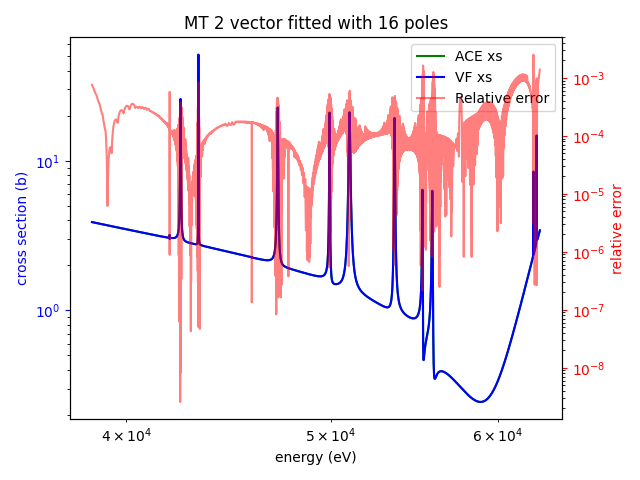 MT 2 vector fitted with 16 poles
ACE xs
VF xs
Relative error
cross section (b)
10¹
10⁰
relative error
10⁻³
10⁻⁴
10⁻⁵
10⁻⁶
10⁻⁷
10⁻⁸
4 × 10⁴
5 × 10⁴
6 × 10⁴
energy (eV)